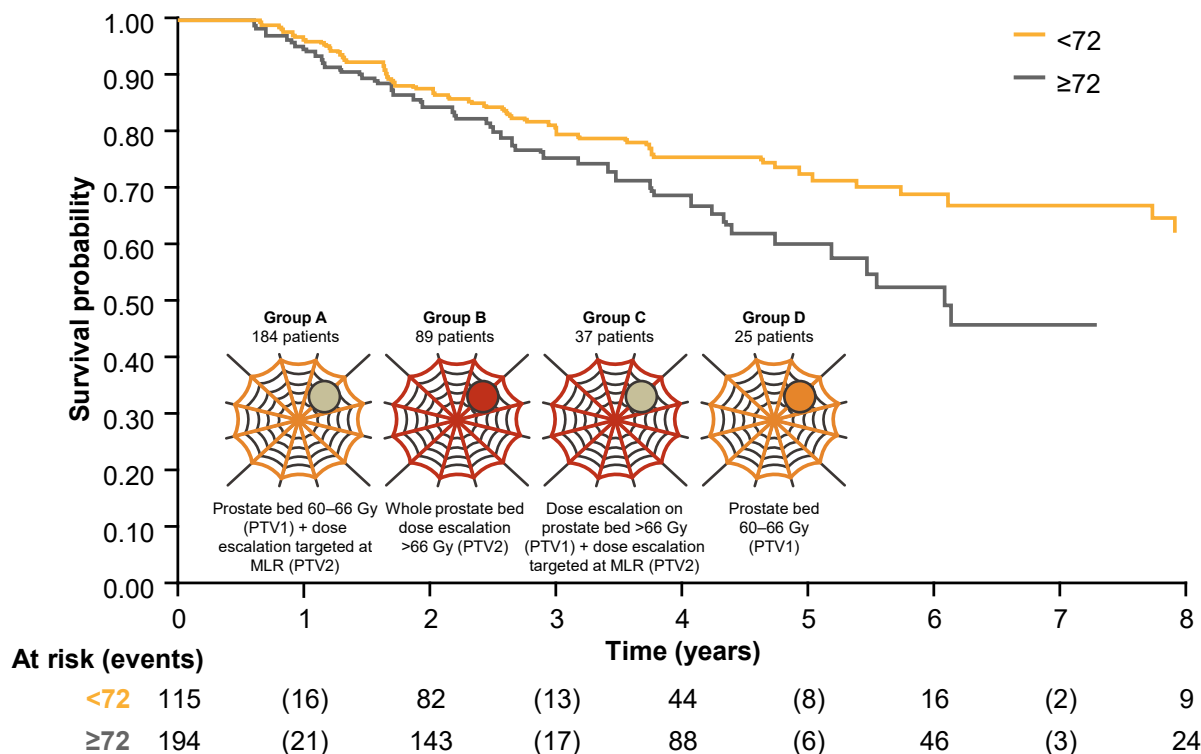 1.00
0.90
0.80
0.70
0.60
0.50
0.40
0.30
0.20
0.10
0.00
Survival probability
<72
≥72
Group A
184 patients
Prostate bed 60–66 Gy
(PTV1) + dose
escalation targeted at
MLR (PTV2)
Group B
89 patients
Whole prostate bed
dose escalation
>66 Gy (PTV2)
Group C
37 patients
Dose escalation on
prostate bed >66 Gy
(PTV1) + dose escalation
targeted at MLR (PTV2)
Group D
25 patients
Prostate bed
60–66 Gy
(PTV1)
0 1 2 3 4 5 6 7 8
Time (years)
At risk (events)
<72 115 (16) 82 (13) 44 (8) 16 (2) 9
≥72 194 (21) 143 (17) 88 (6) 46 (3) 24